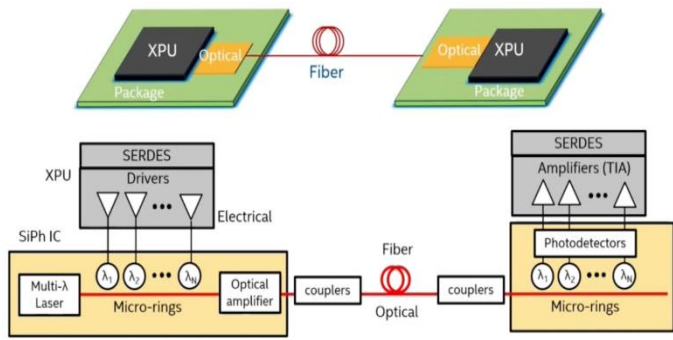 XPU
Optical
Package
Fiber
Optical
XPU
Package
XPU
SERDES
Drivers
Electrical
SiPh IC
Multi-λ
Laser
λ1
λ2
λN
Micro-rings
Optical
amplifier
couplers
Fiber
Optical
couplers
SERDES
Amplifiers (TIA)
Photodetectors
λ1
λ2
λN
Micro-rings